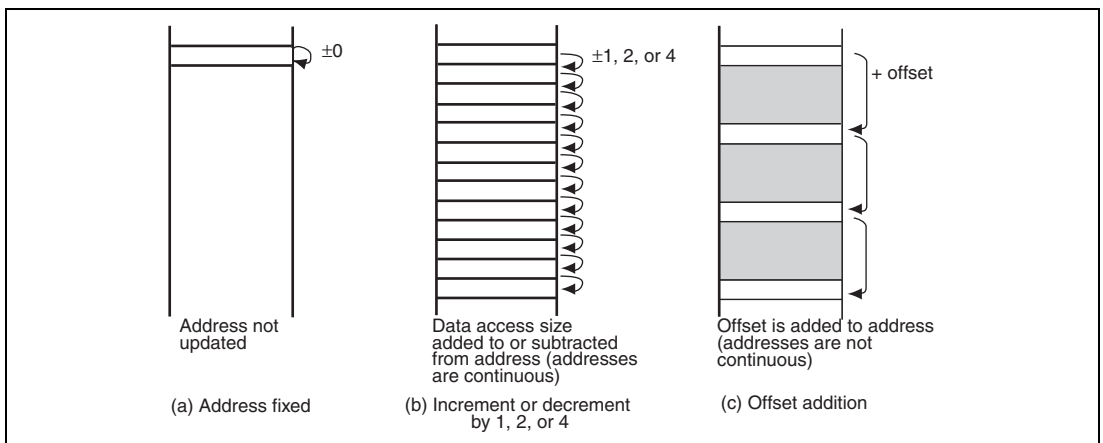 ±0
Address not
updated
(a) Address fixed
±1, 2, or 4
Data access size
added to or subtracted
from address (addresses
are continuous)
(b) Increment or decrement
by 1, 2, or 4
+ offset
Offset is added to address
(addresses are not
continuous)
(c) Offset addition